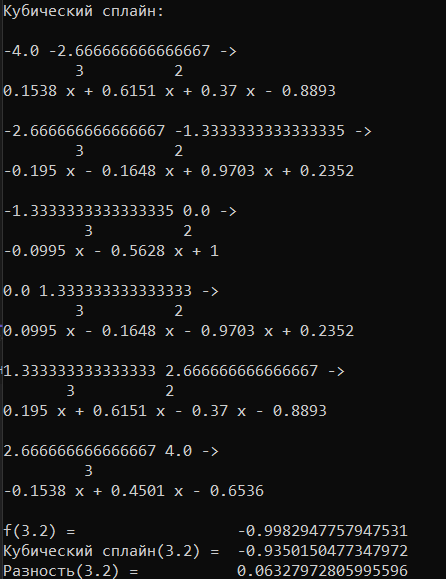 Кубический сплайн:
-4.0 -2.666666666666667 ->
3 2
0.1538 x + 0.6151 x + 0.37 x - 0.8893
-2.666666666666667 -1.3333333333333335 ->
3 2
-0.195 x - 0.1648 x + 0.9703 x + 0.2352
-1.3333333333333335 0.0 ->
3 2
-0.0995 x - 0.5628 x + 1
0.0 1.333333333333333 ->
3 2
0.0995 x - 0.1648 x - 0.9703 x + 0.2352
1.333333333333333 2.666666666666667 ->
3 2
0.195 x + 0.6151 x - 0.37 x - 0.8893
2.666666666666667 4.0 ->
3
-0.1538 x + 0.4501 x - 0.6536
f(3.2) = -0.9982947757947531
Кубический сплайн(3.2) = -0.9350150477347972
Разность(3.2) = 0.06327972805995596